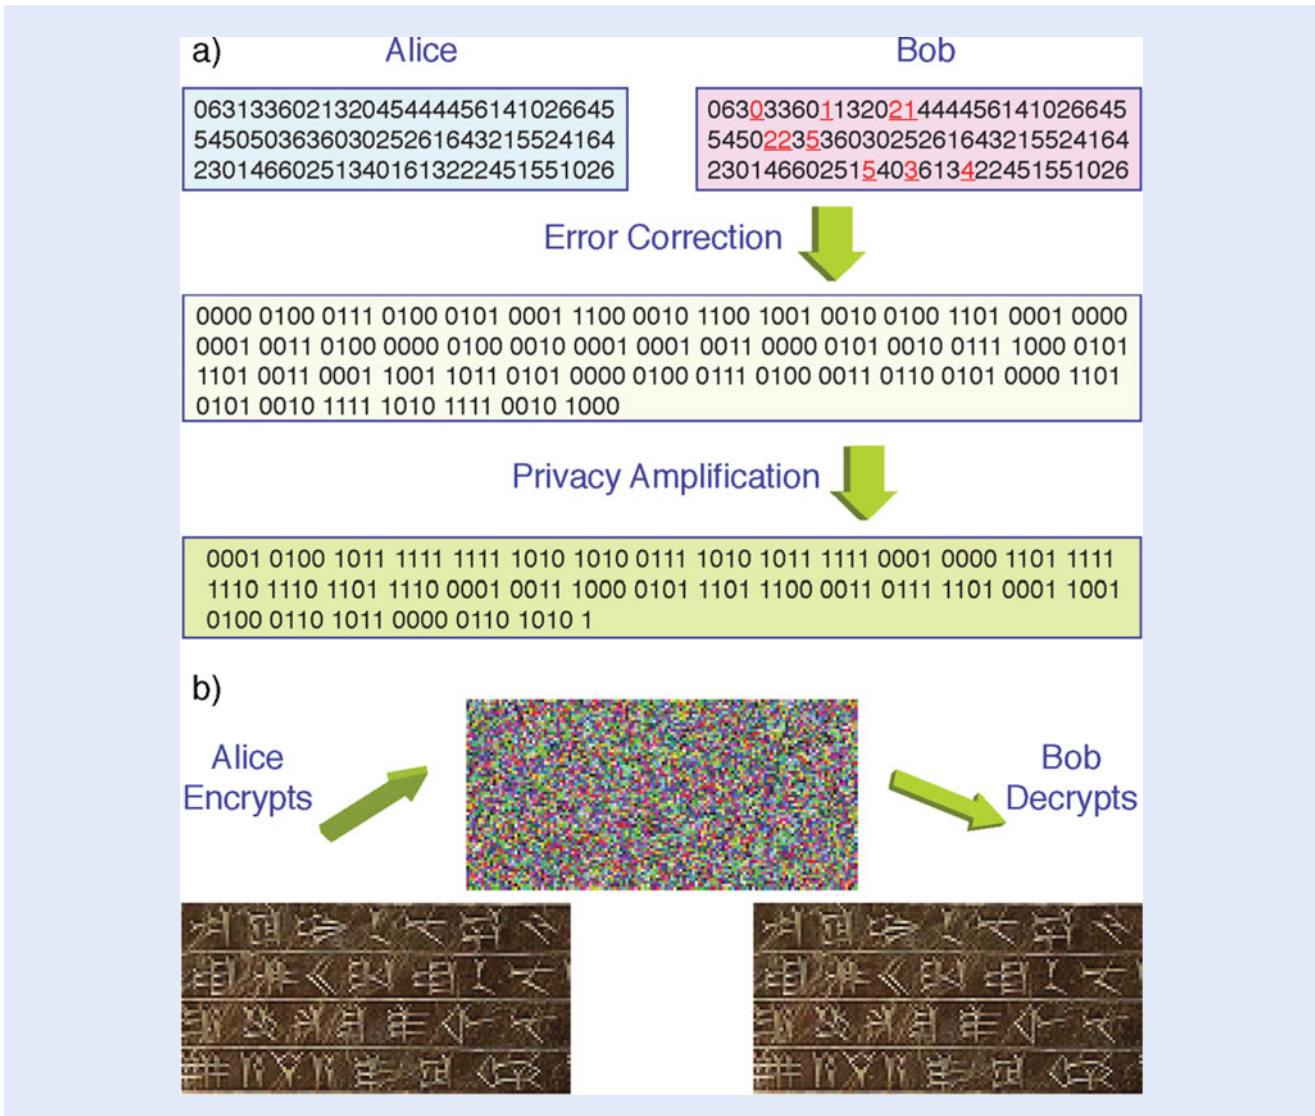 a)
Alice
Bob
063133602132045444456141026645
545050363603025261643215524164
230146602513401613222451551026
063033601132021444456141026645
545022353603025261643215524164
230146602515403613422451551026
Error Correction
0000 0100 0111 0100 0101 0001 1100 0010 1100 1001 0010 0100 1101 0001 0000
0001 0011 0100 0000 0100 0010 0001 0001 0011 0000 0101 0010 0111 1000 0101
1101 0011 0001 1001 1011 0101 0000 0100 0111 0100 0011 0110 0101 0000 1101
0101 0010 1111 1010 1111 0010 1000
Privacy Amplification
0001 0100 1011 1111 1111 1010 1010 0111 1010 1011 1111 0001 0000 1101 1111
1110 1110 1101 1110 0001 0011 1000 0101 1101 1100 0011 0111 1101 0001 1001
0100 0110 1011 0000 0110 1010 1
b)
Alice
Encrypts
Bob
Decrypts